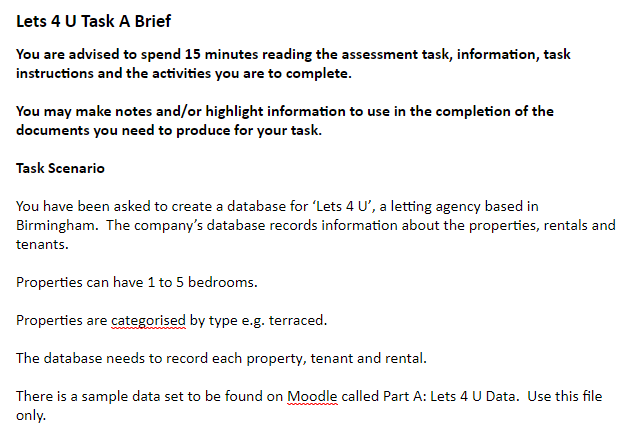 Lets 4 U Task A Brief
You are advised to spend 15 minutes reading the assessment task, information, task
instructions and the activities you are to complete.
You may make notes and/or highlight information to use in the completion of the
documents you need to produce for your task.
Task Scenario
You have been asked to create a database for ‘Lets 4 U’, a letting agency based in
Birmingham.  The company’s database records information about the properties, rentals and
tenants.
Properties can have 1 to 5 bedrooms.
Properties are categorised by type e.g. terraced.
The database needs to record each property, tenant and rental.
There is a sample data set to be found on Moodle called Part A: Lets 4 U Data.  Use this file
only.